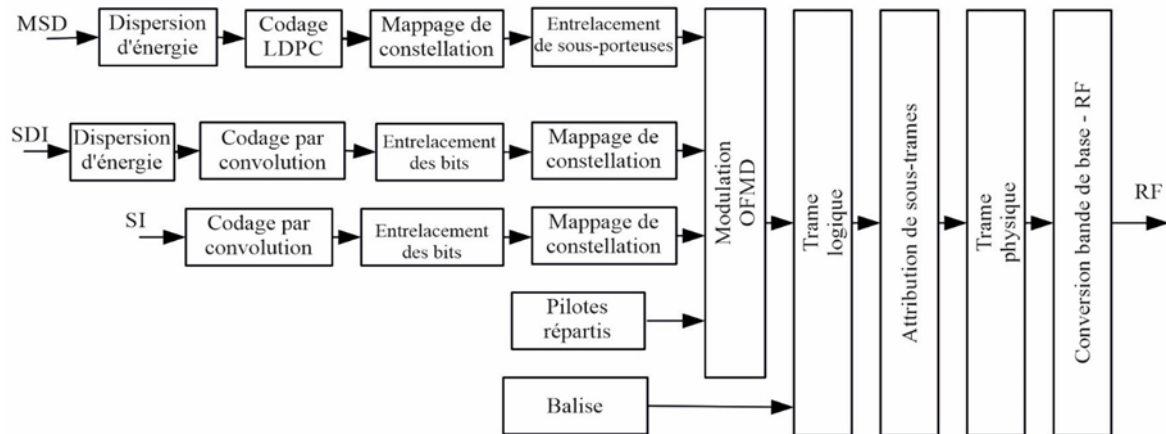 MSD
Dispersion
d'énergie
Codage
LDPC
Mappage de
constellation
Entrelacement
de sous-porteuses
SDI
Dispersion
d'énergie
Codage par
convolution
Entrelacement
des bits
Mappage de
constellation
SI
Codage par
convolution
Entrelacement
des bits
Mappage de
constellation
Pilotes
répartis
Balise
Modulation
OFMD
Trame
logique
Attribution de sous-trames
Trame
physique
Conversion bande de base - RF
RF